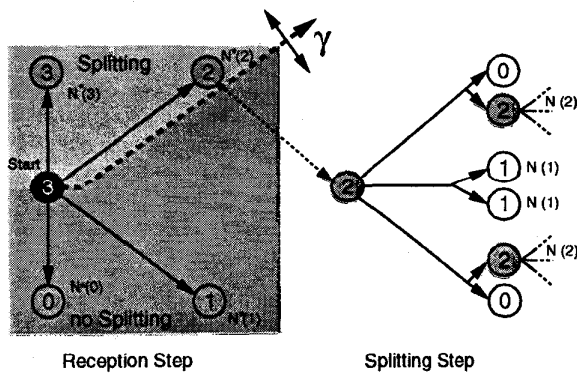 γ
3
Splitting
2
N*(2)
N*(3)
Start
3
0
N*(0)
no Splitting
1
N*(1)
Reception Step
2
0
2
N (2)
1
N (1)
1
N (1)
2
N (2)
0
Splitting Step